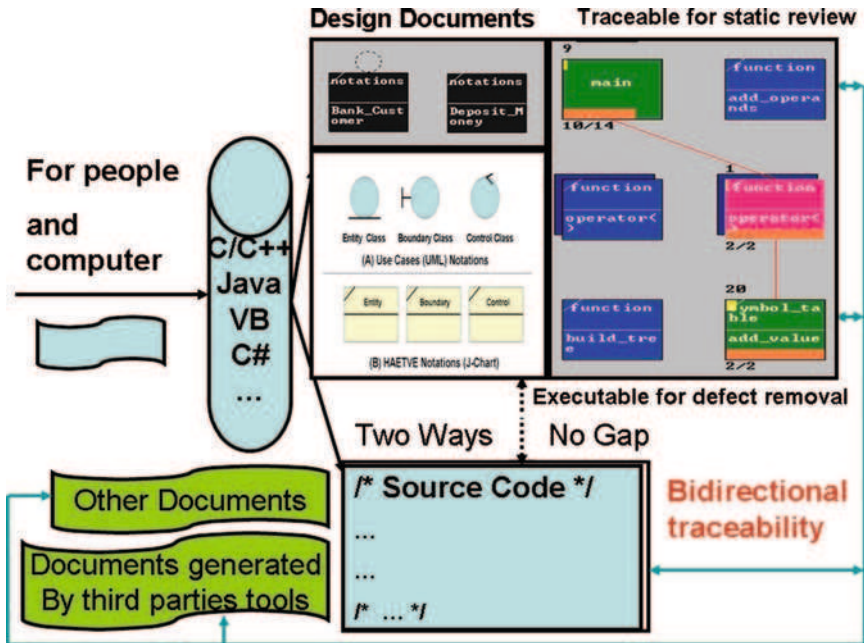 Design Documents
Traceable for static review
For people
and
computer
C/C++
Java
VB
C#
...
notations
Bank_Cust
omer
notations
Deposit_M
oney
Entity Class
Boundary Class
Control Class
(A) Use Cases (UML) Notations
Entity
Boundary
Control
(B) HAETVE Notations (J-Chart)
9
main
10/14
function
add_opera
nds
function
operator<
>
1
function
operator<
2/2
function
build_tre
e
20
ymbol_ta
ble
add_value
2/2
Executable for defect removal
Two Ways
No Gap
/* Source Code */
...
...
/* ... */
Bidirectional
traceability
Other Documents
Documents generated
By third parties tools